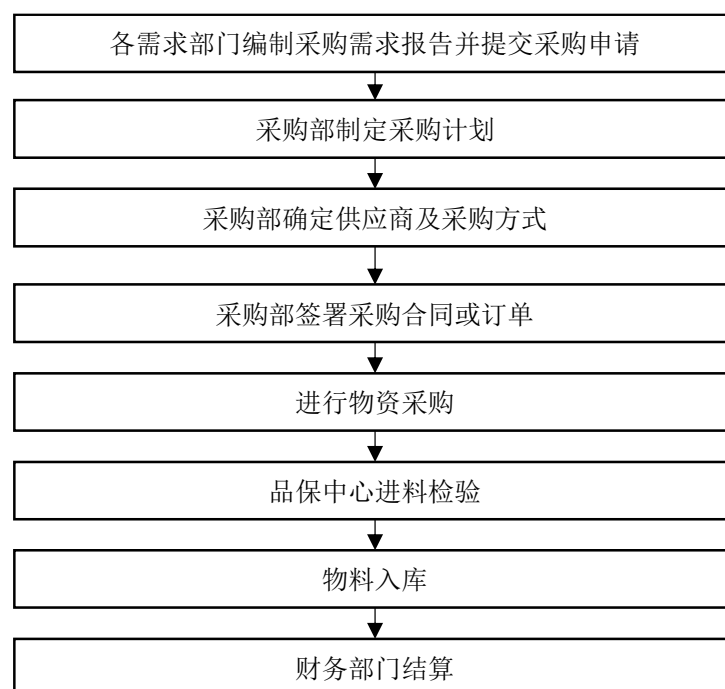 各需求部门编制采购需求报告并提交采购申请
采购部制定采购计划
采购部确定供应商及采购方式
采购部签署采购合同或订单
进行物资采购
品保中心进料检验
物料入库
财务部门结算